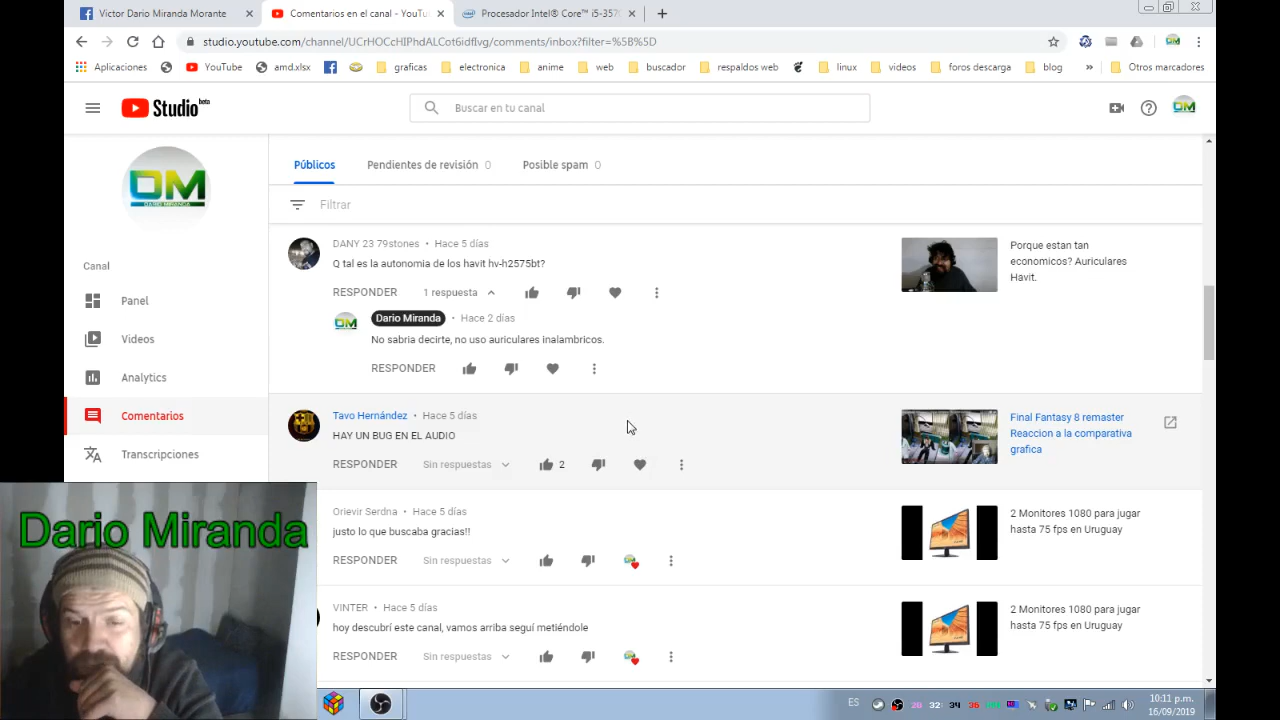 Victor Dario Miranda Morante
Comentarios en el canal - YouTu
Procesador Intel® Core™ i5-357
studio.youtube.com/channel/UCrHOCcHIPhdALCot6idfIvg/comments/inbox?filter=%5B%5D
Aplicaciones YouTube amd.xlsx graficas electronica anime web buscador respaldos web linux videos foros descarga blog » Otros marcadores
Studio beta
Buscar en tu canal
OM
OM
DARIO MIRANDA
Canal
Panel
Videos
Analytics
Comentarios
Transcripciones
Públicos Pendientes de revisión 0 Posible spam 0
Filtrar
DANY 23 79stones • Hace 5 días
Q tal es la autonomia de los havit hv-h2575bt?
RESPONDER 1 respuesta
Porque estan tan
economicos? Auriculares
Havit.
OM
Dario Miranda • Hace 2 días
No sabria decirte, no uso auriculares inalambricos.
RESPONDER
Tavo Hernández • Hace 5 días
HAY UN BUG EN EL AUDIO
RESPONDER Sin respuestas 2
Final Fantasy 8 remaster
Reaccion a la comparativa
grafica
Orievir Serdna • Hace 5 días
justo lo que buscaba gracias!!
RESPONDER Sin respuestas
2 Monitores 1080 para jugar
hasta 75 fps en Uruguay
VINTER • Hace 5 días
hoy descubrí este canal, vamos arriba seguí metiéndole
RESPONDER Sin respuestas
2 Monitores 1080 para jugar
hasta 75 fps en Uruguay
Dario Miranda
ES
32
34
36
10:11 p.m.
16/09/2019